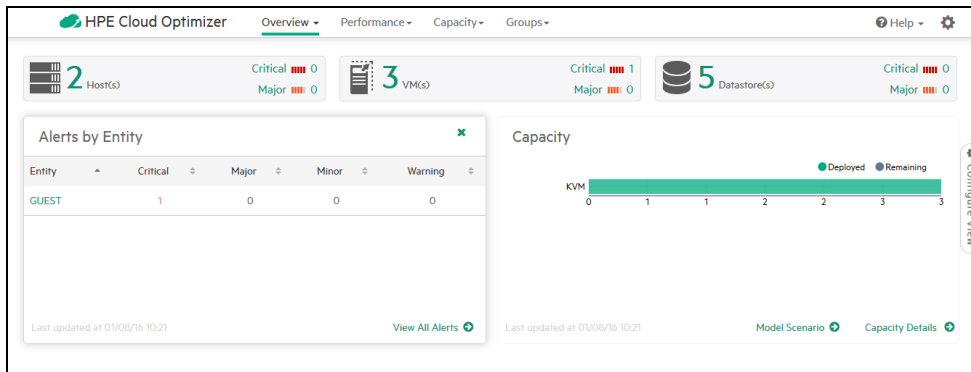 HPE Cloud Optimizer Overview Performance Capacity Groups Help
2 Host(s) Critical 0 Major 0
3 VM(s) Critical 1 Major 0
5 Datastore(s) Critical 0 Major 0
Alerts by Entity
Entity Critical Major Minor Warning
GUEST 1 0 0 0
Last updated at 01/08/16 10:21 View All Alerts
Capacity
Deployed Remaining
KVM
0 1 1 2 2 3 3
Last updated at 01/08/16 10:21 Model Scenario Capacity Details
Configure View